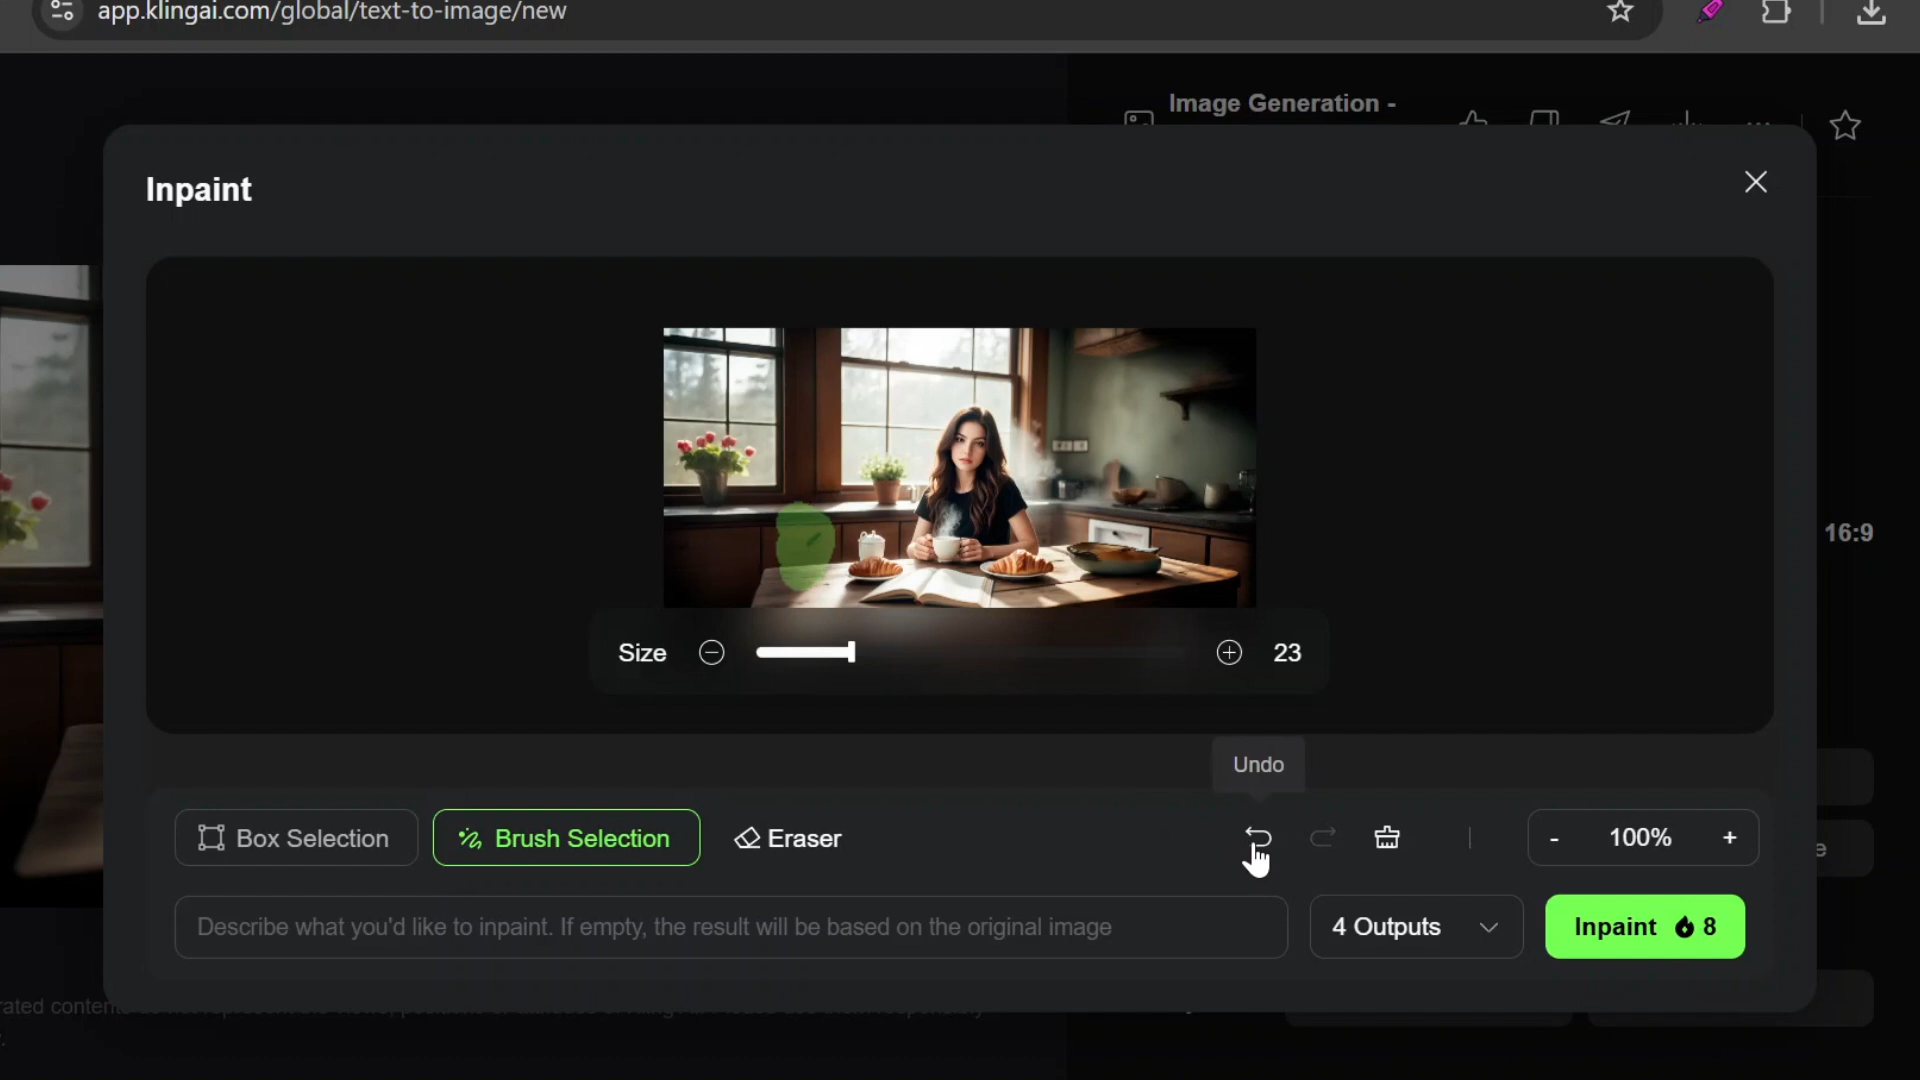 app.klingai.com/global/text-to-image/new
Image Generation -
Inpaint
16:9
Size
23
Undo
Box Selection
Brush Selection
Eraser
- 100% +
Describe what you'd like to inpaint. If empty, the result will be based on the original image
4 Outputs
Inpaint 8
e
rated conten